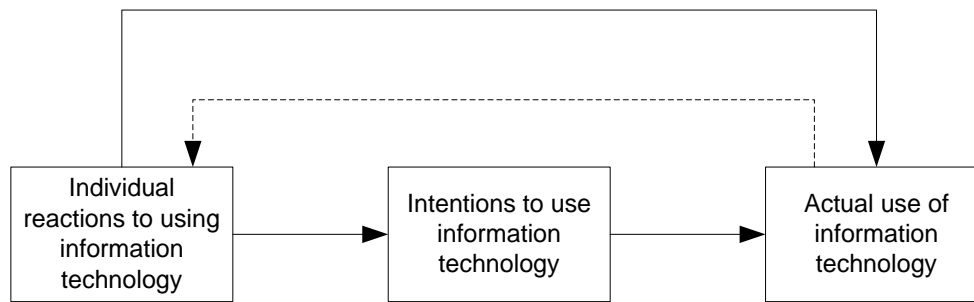 Individual
reactions to using
information
technology
Intentions to use
information
technology
Actual use of
information
technology